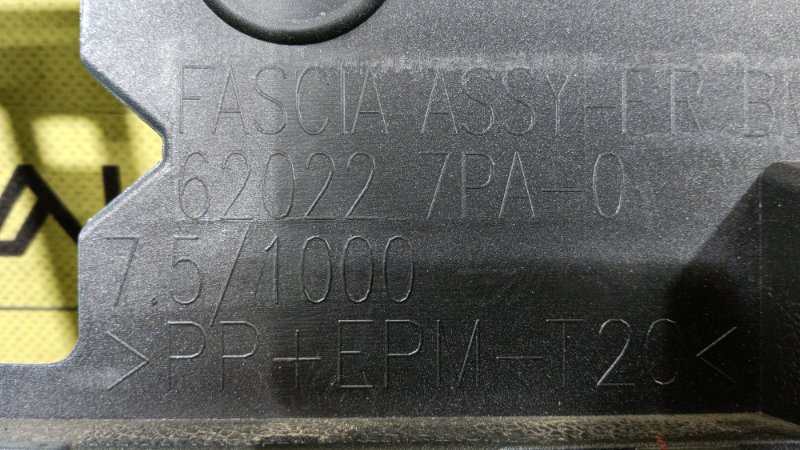 FASCIA ASSY-FR
62022 7PA-0
7.5/1000
>PP+EPM-T20<